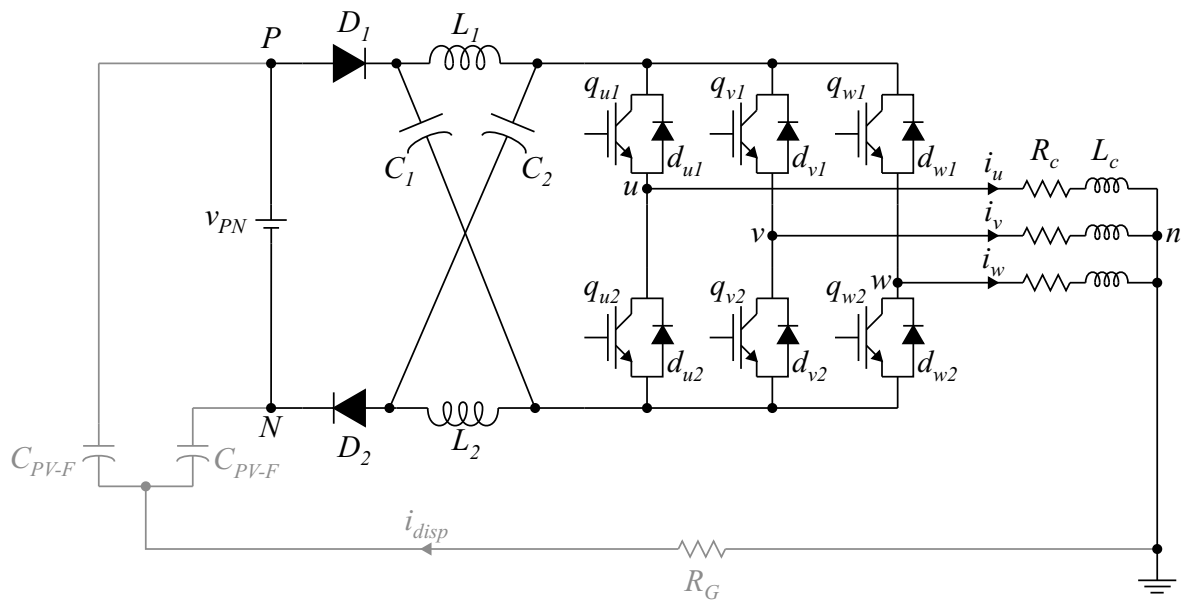 D1
L1
P
qu1
qv1
qw1
C1
C2
du1
dv1
dw1
iu
Rc
Lc
u
vPN
v
iv
n
iw
w
qu2
qv2
qw2
du2
dv2
dw2
N
D2
L2
CPV-F
CPV-F
idisp
RG